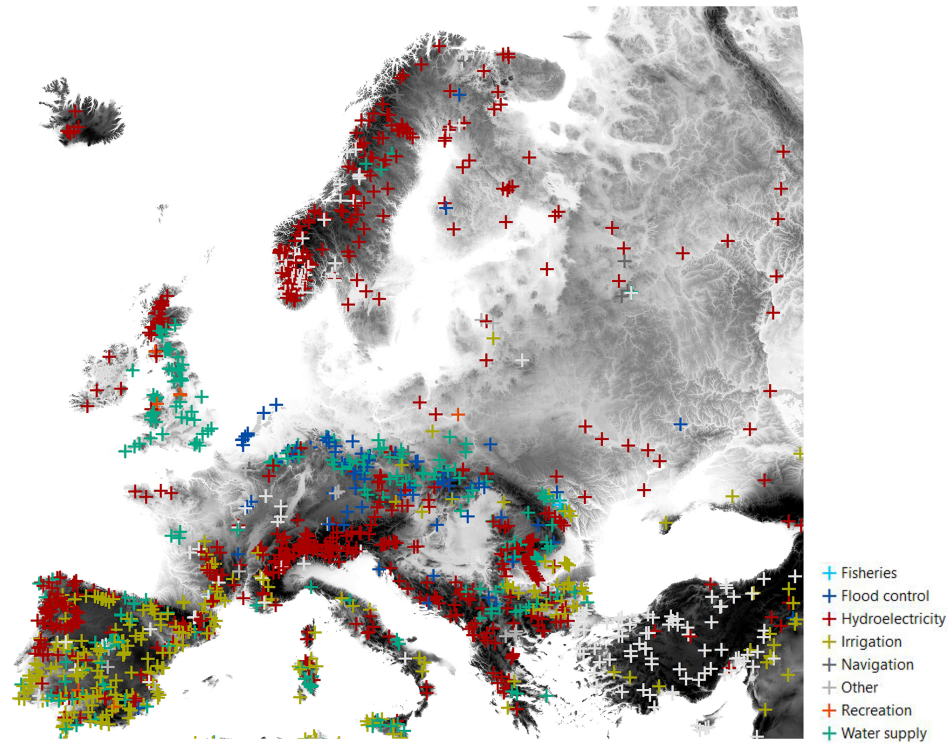 Fisheries
Flood control
Hydroelectricity
Irrigation
Navigation
Other
Recreation
Water supply